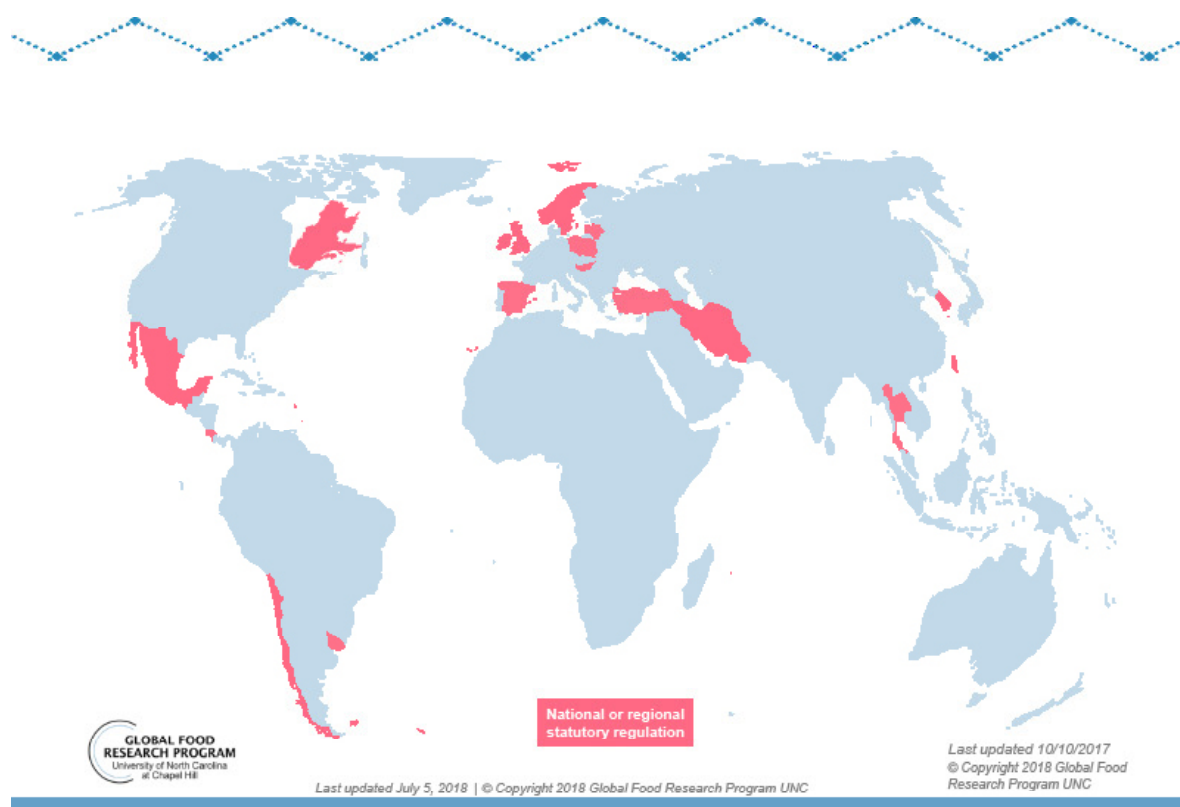 National or regional
statutory regulation
GLOBAL FOOD
RESEARCH PROGRAM
University of North Carolina
at Chapel Hill
Last updated July 5, 2018 | © Copyright 2018 Global Food Research Program UNC
Last updated 10/10/2017
© Copyright 2018 Global Food
Research Program UNC